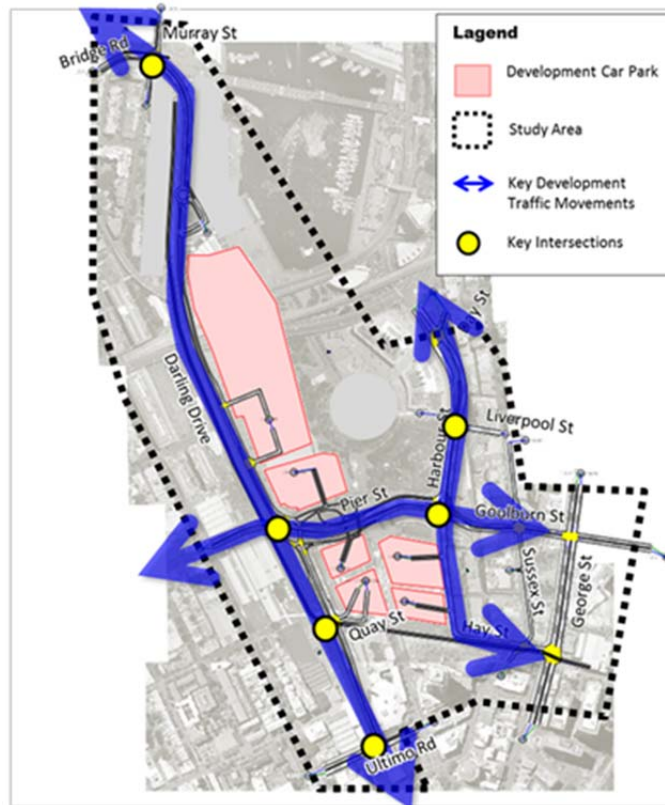 Murray St
Bridge Rd
Legend
Development Car Park
Study Area
Key Development
Traffic Movements
Key Intersections
Darling Drive
Harbour St
Liverpool St
Pier St
Goulburn St
Sussex St
George St
Quay St
Hay St
Ultimo Rd